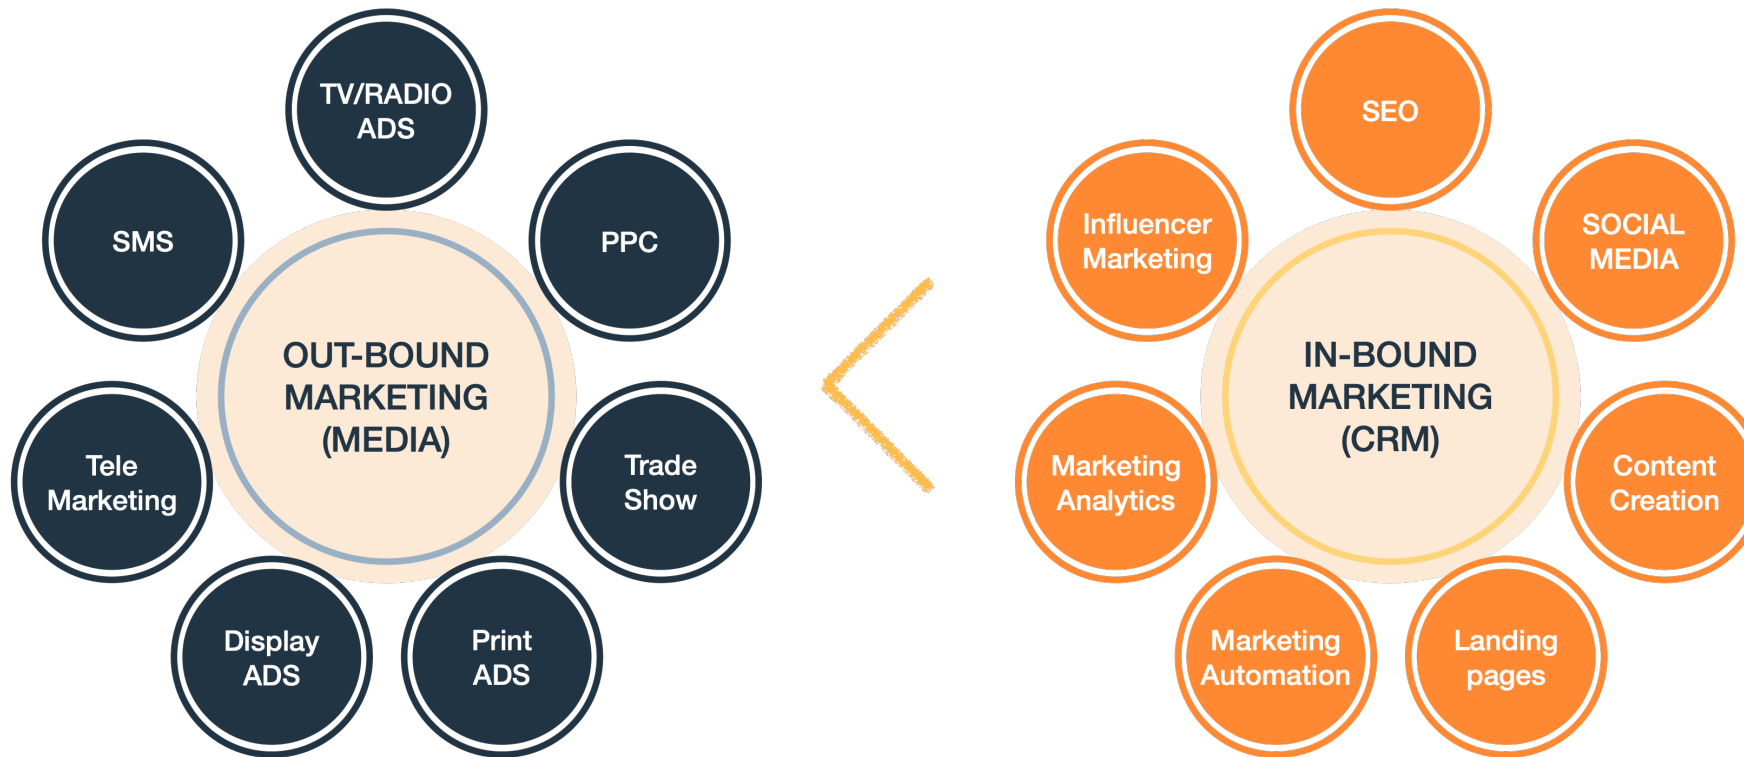 TV/RADIO
ADS
SMS
PPC
OUT-BOUND
MARKETING
(MEDIA)
Tele
Marketing
Trade
Show
Display
ADS
Print
ADS
SEO
Influencer
Marketing
SOCIAL
MEDIA
IN-BOUND
MARKETING
(CRM)
Marketing
Analytics
Content
Creation
Marketing
Automation
Landing
pages